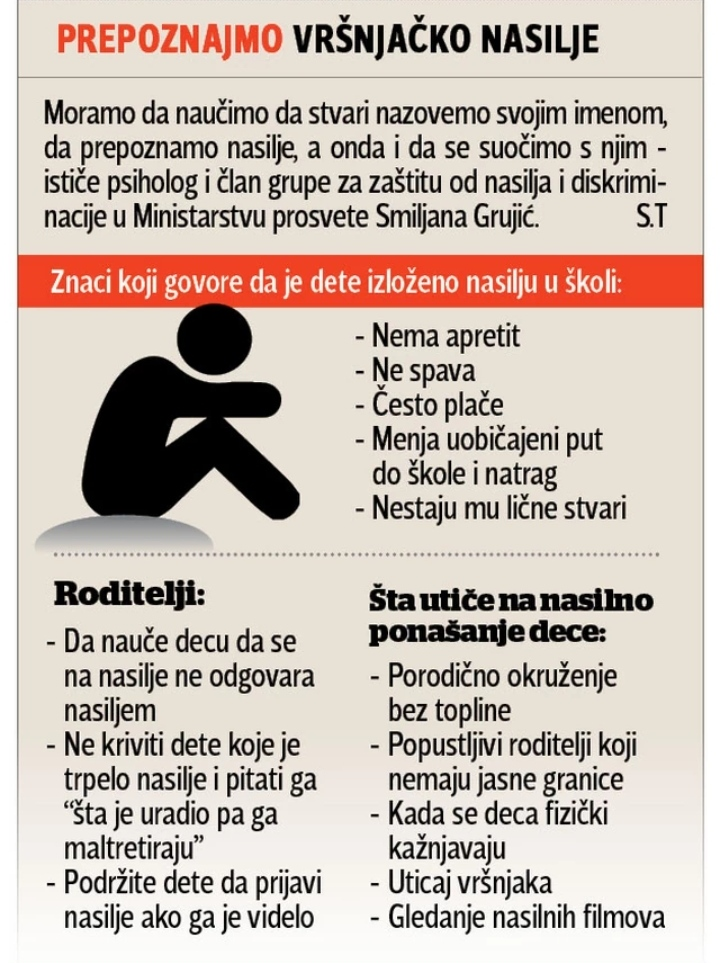 PREPOZNAJMO VRŠNJAČKO NASILJE
Moramo da naučimo da stvari nazovemo svojim imenom,
da prepoznamo nasilje, a onda i da se suočimo s njim -
ističe psiholog i član grupe za zaštitu od nasilja i diskrimi-
nacije u Ministarstvu prosvete Smiljana Grujić. S.T
Znaci koji govore da je dete izloženo nasilju u školi:
- Nema apretit
- Ne spava
- Često plače
- Menja uobičajeni put
do škole i natrag
- Nestaju mu lične stvari
Roditelji:
- Da nauče decu da se
na nasilje ne odgovara
nasiljem
- Ne kriviti dete koje je
trpelo nasilje i pitati ga
“šta je uradio pa ga
maltretiraju”
- Podržite dete da prijavi
nasilje ako ga je videlo
Šta utiče na nasilno
ponašanje dece:
- Porodično okruženje
bez topline
- Popustljivi roditelji koji
nemaju jasne granice
- Kada se deca fizički
kažnjavaju
- Uticaj vršnjaka
- Gledanje nasilnih filmova